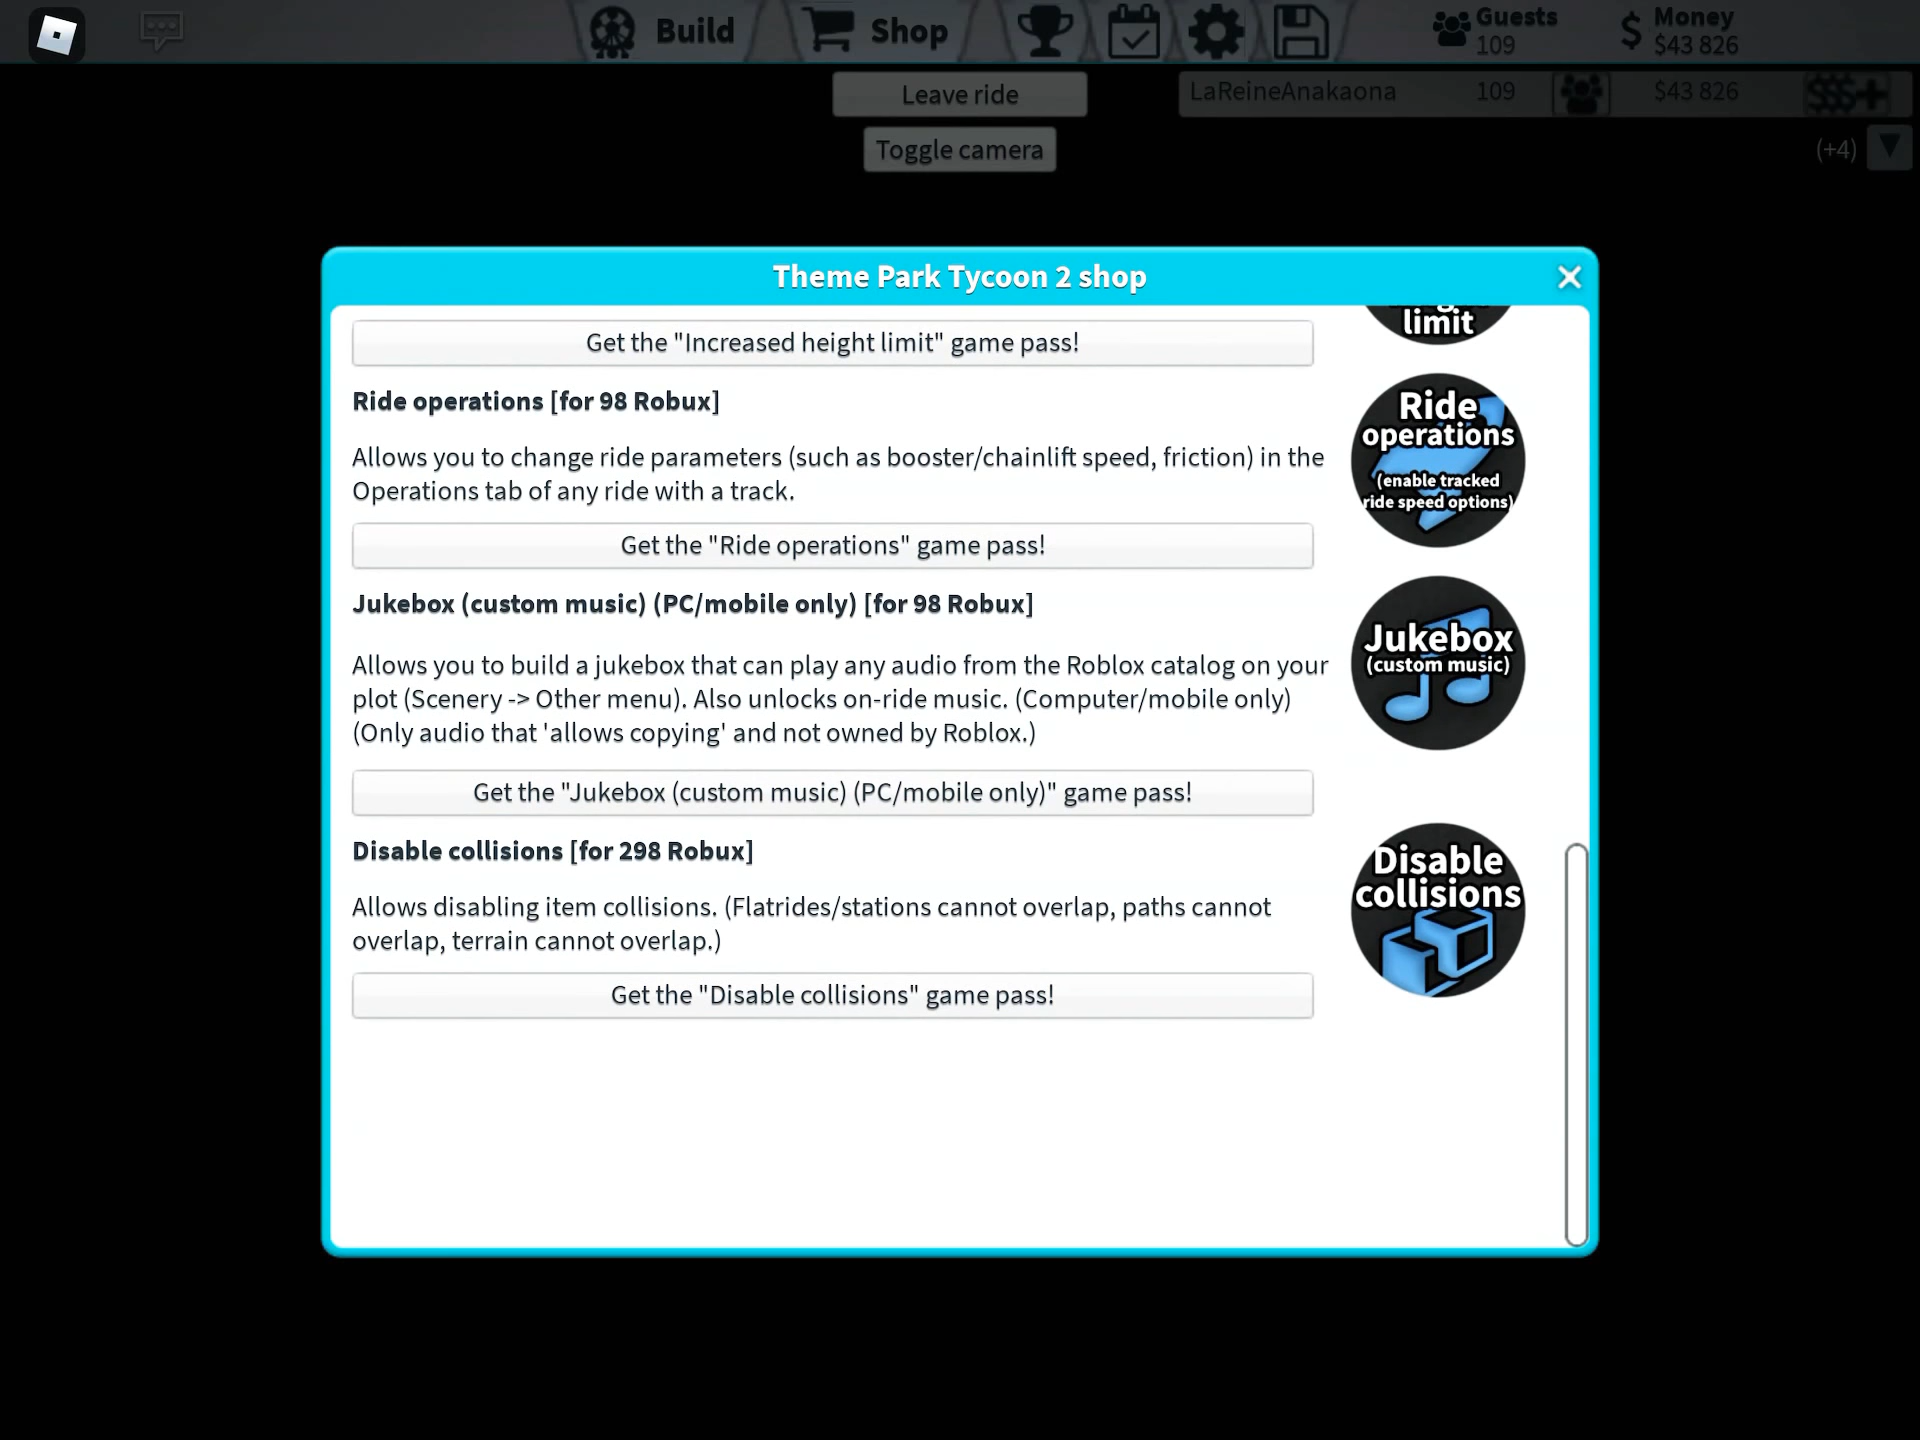 Build
Shop
Guests
109
Money
$43 826
Leave ride
LaReineAnakaona 109 $43 826 $$$+
Toggle camera
(+4)
Theme Park Tycoon 2 shop
limit
Get the "Increased height limit" game pass!
Ride operations [for 98 Robux]
Allows you to change ride parameters (such as booster/chainlift speed, friction) in the
Operations tab of any ride with a track.
Ride
operations
(enable tracked
ride speed options)
Get the "Ride operations" game pass!
Jukebox (custom music) (PC/mobile only) [for 98 Robux]
Allows you to build a jukebox that can play any audio from the Roblox catalog on your
plot (Scenery -> Other menu). Also unlocks on-ride music. (Computer/mobile only)
(Only audio that 'allows copying' and not owned by Roblox.)
Jukebox
(custom music)
Get the "Jukebox (custom music) (PC/mobile only)" game pass!
Disable collisions [for 298 Robux]
Allows disabling item collisions. (Flatrides/stations cannot overlap, paths cannot
overlap, terrain cannot overlap.)
Disable
collisions
Get the "Disable collisions" game pass!